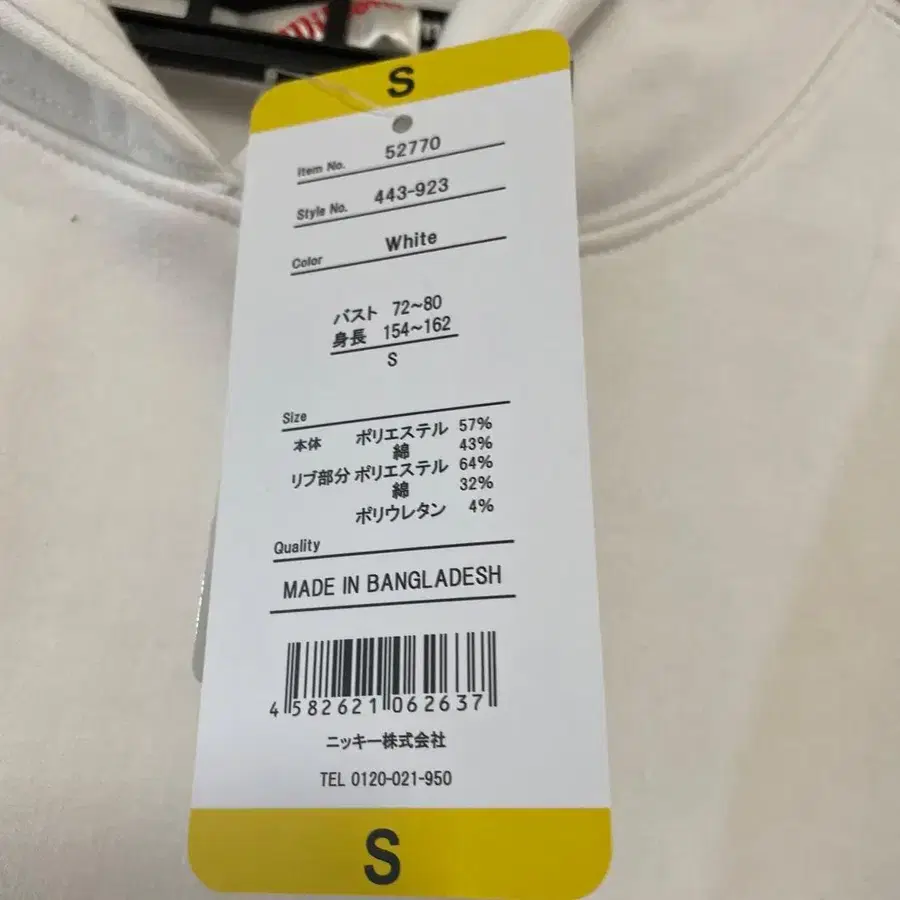 S
Item No. 52770
Style No. 443-923
Color White
バスト 72~80
身長 154~162
S
Size
本体 ポリエステル 57%
綿 43%
リブ部分 ポリエステル 64%
綿 32%
ポリウレタン 4%
Quality
MADE IN BANGLADESH
4 582621 062637
ニッキー株式会社
TEL 0120-021-950
S